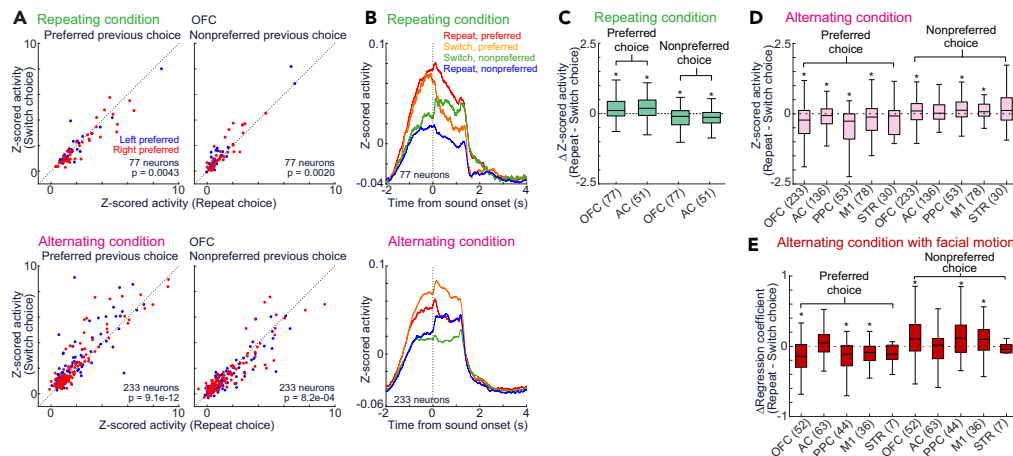 A
Repeating condition
Preferred previous choice
OFC
Nonpreferred previous choice
Z-scored activity
(Switch choice)
10
0
Left preferred
Right preferred
77 neurons
p = 0.0043
77 neurons
p = 0.0020
0
10
0
10
Z-scored activity (Repeat choice)
Alternating condition
Preferred previous choice
OFC
Nonpreferred previous choice
Z-scored activity
(Switch choice)
10
0
233 neurons
p = 9.1e-12
233 neurons
p = 8.2e-04
0
10
0
10
Z-scored activity (Repeat choice)
B
Repeating condition
Repeat, preferred
Switch, preferred
Switch, nonpreferred
Repeat, nonpreferred
Z-scored activity
0.1
0
-0.04
77 neurons
-2
0
2
4
Time from sound onset (s)
Alternating condition
Z-scored activity
0.1
0
-0.06
233 neurons
-2
0
2
4
Time from sound onset (s)
C
Repeating condition
Δ Z-scored activity
(Repeat - Switch choice)
2.5
0
-2.5
Preferred
choice
Nonpreferred
choice
* * * *
OFC (77)
AC (51)
OFC (77)
AC (51)
D
Alternating condition
Z-scored activity
(Repeat - Switch choice)
2.5
0
-2.5
Preferred
choice
Nonpreferred
choice
* * * * * * * *
OFC (233)
AC (136)
PPC (53)
M1 (78)
STR (30)
OFC (233)
AC (136)
PPC (53)
M1 (78)
STR (30)
E
Alternating condition with facial motion
ΔRegression coefficient
(Repeat - Switch choice)
1
0
-1
Preferred
choice
Nonpreferred
choice
* * * * * *
OFC (52)
AC (63)
PPC (44)
M1 (36)
STR (7)
OFC (52)
AC (63)
PPC (44)
M1 (36)
STR (7)